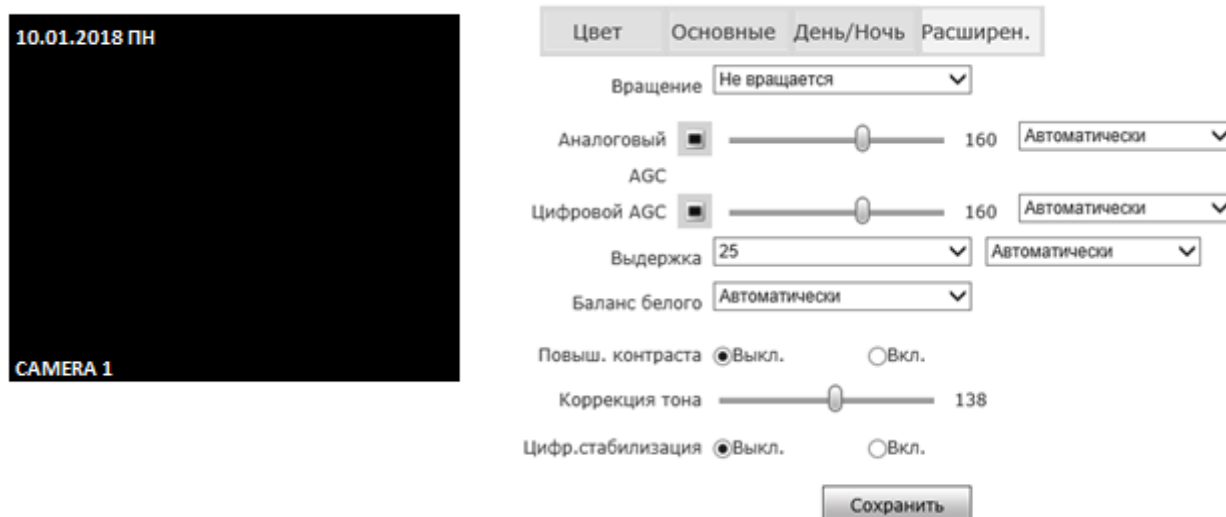 10.01.2018 ПН
CAMERA 1
Цвет Основные День/Ночь Расширен.
Вращение Не вращается
Аналоговый AGC 160 Автоматически
Цифровой AGC 160 Автоматически
Выдержка 25 Автоматически
Баланс белого Автоматически
Повыш. контраста Выкл. Вкл.
Коррекция тона 138
Цифр.стабилизация Выкл. Вкл.
Сохранить